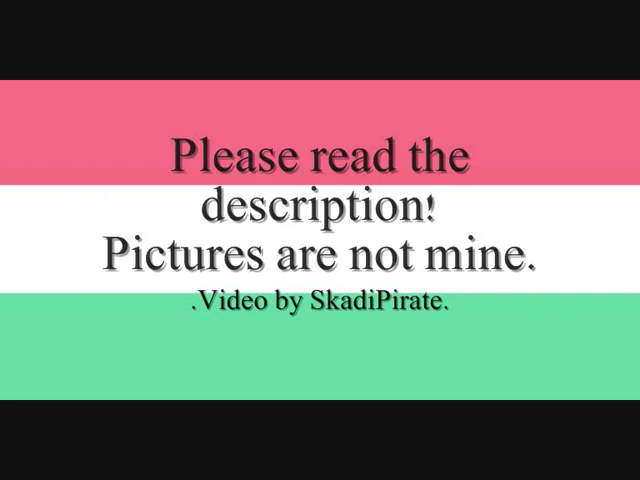 Please read the
description!
Pictures are not mine.
.Video by SkadiPirate.